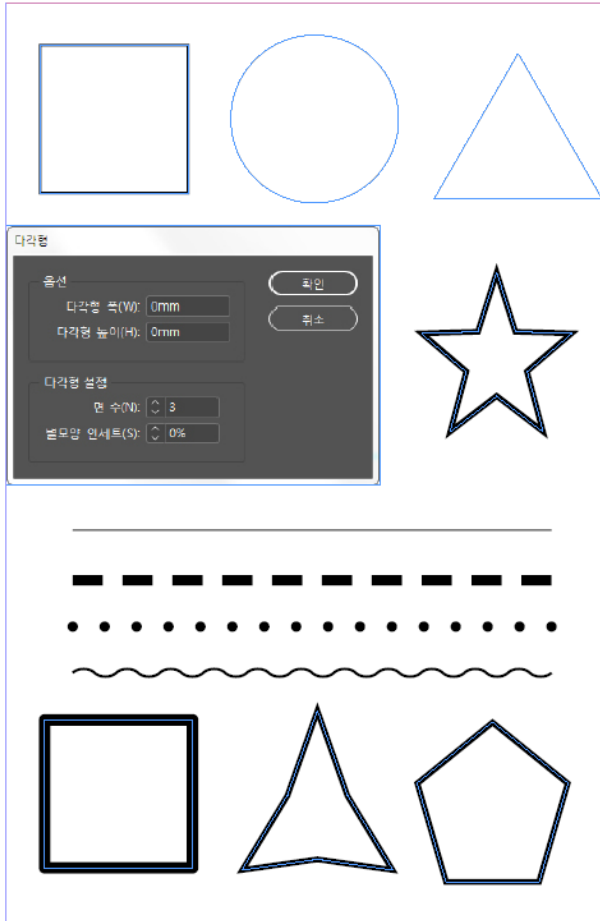 다각형
옵션
다각형 폭(W): 0mm
다각형 높이(H): 0mm
확인
취소
다각형 설정
면 수(N): 3
별모양 인세트(S): 0%